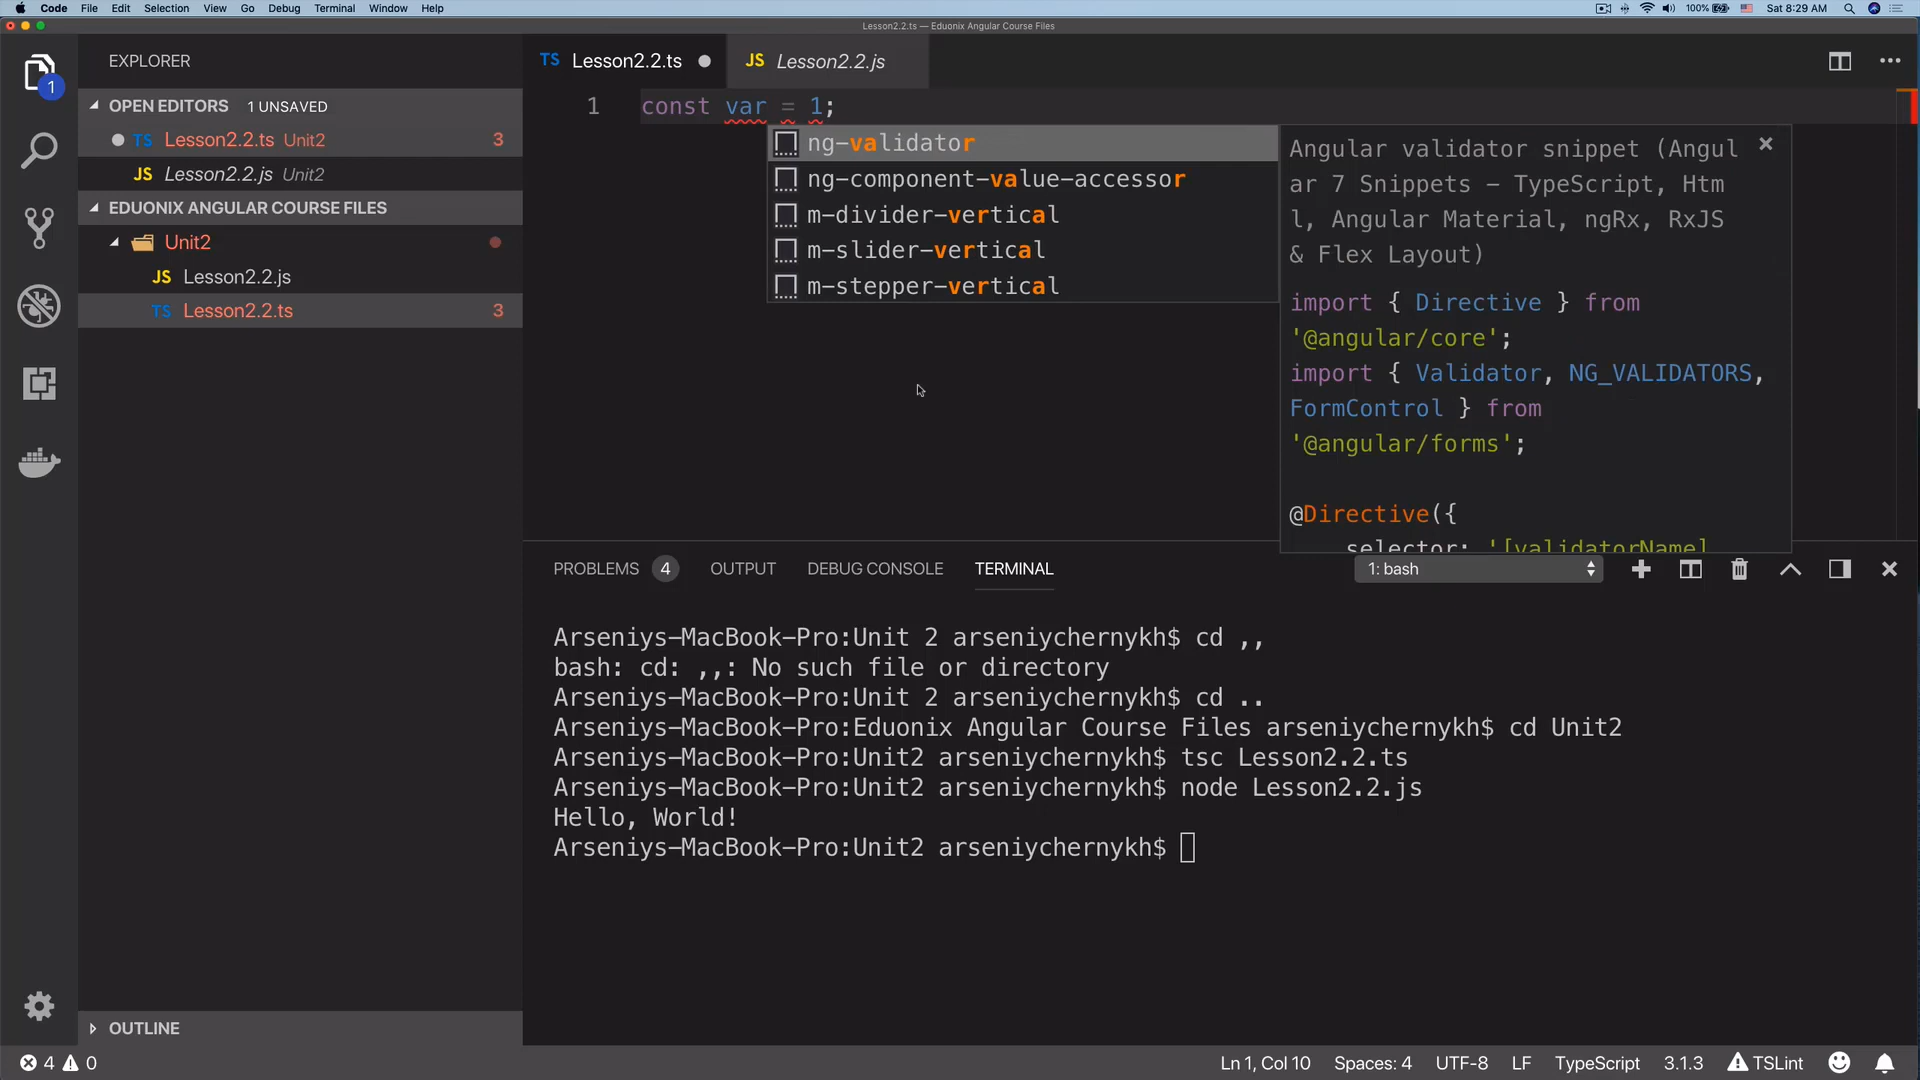 Code File Edit Selection View Go Debug Terminal Window Help 100% Sat 8:29 AM
Lesson2.2.ts — Eduonix Angular Course Files
EXPLORER
1
OPEN EDITORS 1 UNSAVED
TS Lesson2.2.ts Unit2 3
JS Lesson2.2.js Unit2
EDUONIX ANGULAR COURSE FILES
Unit2
JS Lesson2.2.js
TS Lesson2.2.ts 3
OUTLINE
TS Lesson2.2.ts JS Lesson2.2.js
1 const var = 1;
ng-validator
ng-component-value-accessor
m-divider-vertical
m-slider-vertical
m-stepper-vertical
Angular validator snippet (Angul
ar 7 Snippets - TypeScript, Htm
l, Angular Material, ngRx, RxJS
& Flex Layout)
import { Directive } from
'@angular/core';
import { Validator, NG_VALIDATORS,
FormControl } from
'@angular/forms';
@Directive({
selector: '[validatorName]
PROBLEMS 4 OUTPUT DEBUG CONSOLE TERMINAL 1: bash
Arseniys-MacBook-Pro:Unit 2 arseniychernykh$ cd ,,
bash: cd: ,,: No such file or directory
Arseniys-MacBook-Pro:Unit 2 arseniychernykh$ cd ..
Arseniys-MacBook-Pro:Eduonix Angular Course Files arseniychernykh$ cd Unit2
Arseniys-MacBook-Pro:Unit2 arseniychernykh$ tsc Lesson2.2.ts
Arseniys-MacBook-Pro:Unit2 arseniychernykh$ node Lesson2.2.js
Hello, World!
Arseniys-MacBook-Pro:Unit2 arseniychernykh$
4 0 Ln 1, Col 10 Spaces: 4 UTF-8 LF TypeScript 3.1.3 TSLint